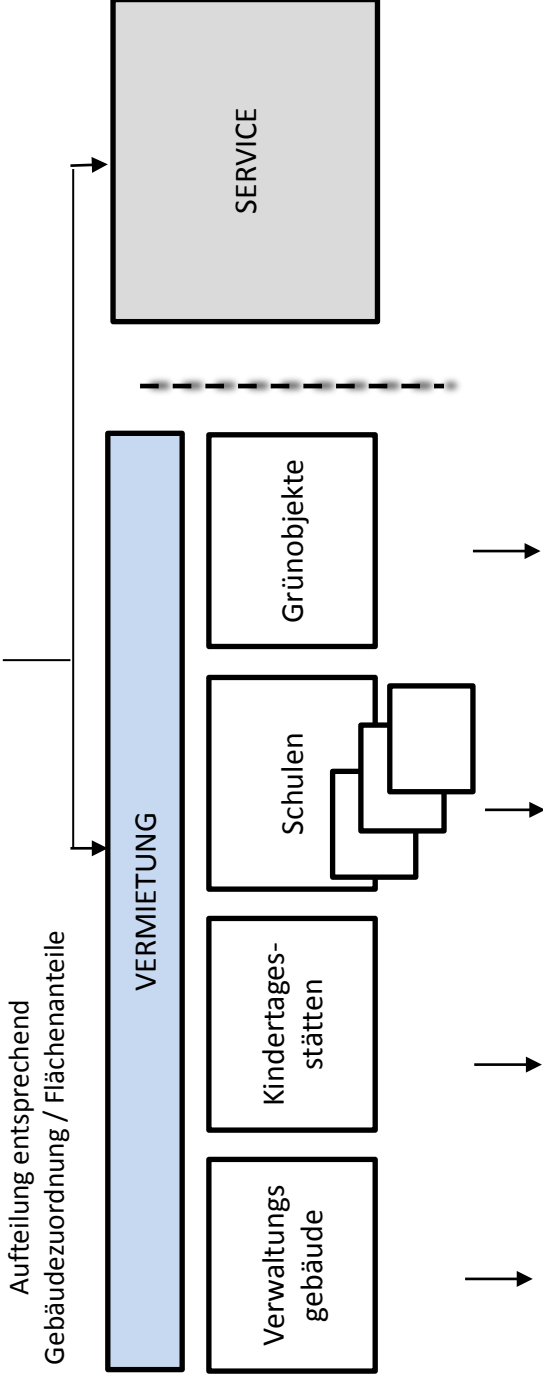 Aufteilung entsprechend
Gebäudezuordnung / Flächenanteile
VERMIETUNG
SERVICE
Verwaltungs
gebäude
Kindertages-
stätten
Schulen
Grünobjekte